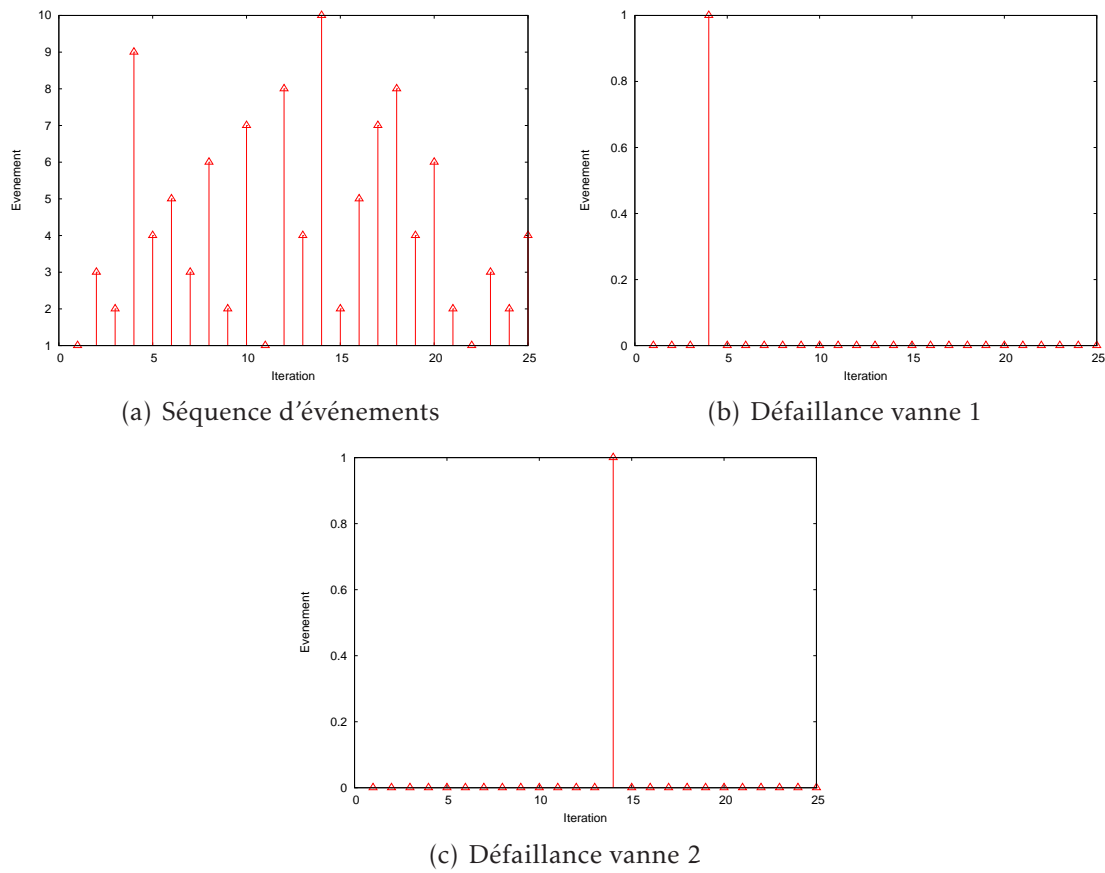 10
9
8
7
6
5
4
3
2
1
Evenement
0 5 10 15 20 25
Iteration
(a) Séquence d'événements
1
0.8
0.6
0.4
0.2
0
Evenement
0 5 10 15 20 25
Iteration
(b) Défaillance vanne 1
1
0.8
0.6
0.4
0.2
0
Evenement
0 5 10 15 20 25
Iteration
(c) Défaillance vanne 2